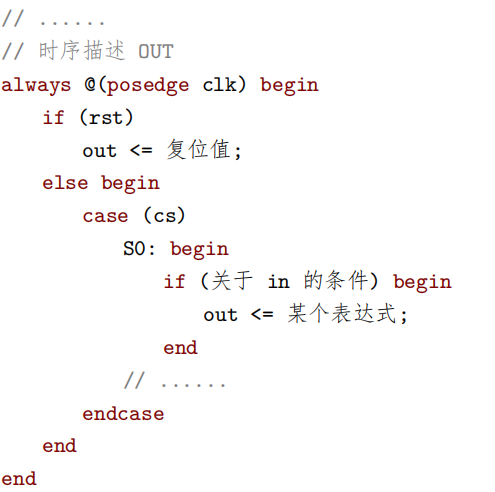 // ......
// 时序描述 OUT
always @(posedge clk) begin
    if (rst)
        out <= 复位值;
    else begin
        case (cs)
            S0: begin
                if (关于 in 的条件) begin
                    out <= 某个表达式;
                end
            // ......
        endcase
    end
end